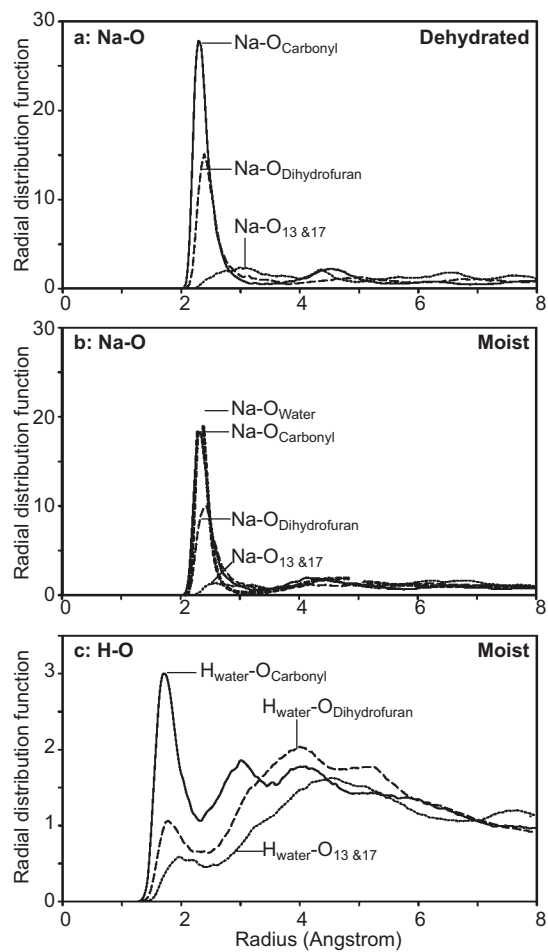 a: Na-O Dehydrated
Radial distribution function
30
20
10
0
Na-OCarbonyl
Na-ODihydrofuran
Na-O13 &17
0 2 4 6 8
b: Na-O Moist
Radial distribution function
30
20
10
0
Na-OWater
Na-OCarbonyl
Na-ODihydrofuran
Na-O13 &17
0 2 4 6 8
c: H-O Moist
Radial distribution function
3
2
1
0
Hwater-OCarbonyl
Hwater-ODihydrofuran
Hwater-O13 &17
0 2 4 6 8
Radius (Angstrom)